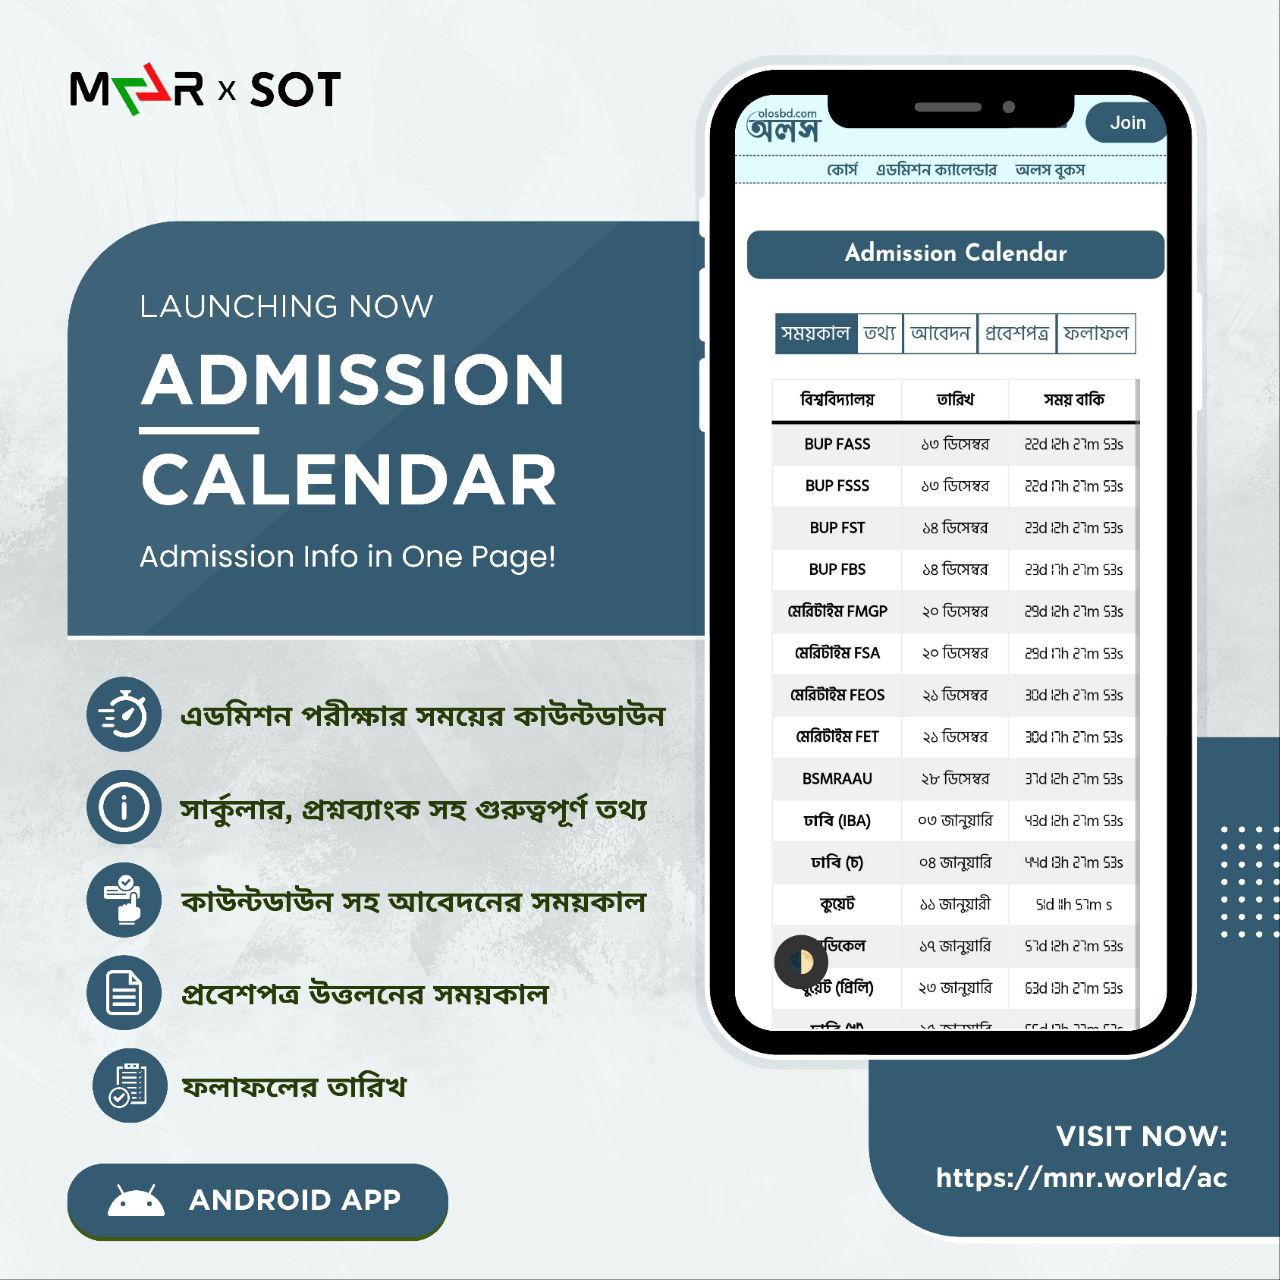 MNR x SOT
LAUNCHING NOW
ADMISSION
CALENDAR
Admission Info in One Page!
এডমিশন পরীক্ষার সময়ের কাউন্টডাউন
সার্কুলার, প্রশ্নব্যাংক সহ গুরুত্বপূর্ণ তথ্য
কাউন্টডাউন সহ আবেদনের সময়কাল
প্রবেশপত্র উত্তলনের সময়কাল
ফলাফলের তারিখ
ANDROID APP
olosbd.com
অলস
Join
কোর্স এডমিশন ক্যালেন্ডার অলস বুকস
Admission Calendar
সময়কাল তথ্য আবেদন প্রবেশপত্র ফলাফল
বিশ্ববিদ্যালয় তারিখ সময় বাকি
BUP FASS ১৩ ডিসেম্বর 22d 12h 27m 53s
BUP FSSS ১৩ ডিসেম্বর 22d 17h 27m 53s
BUP FST ১৪ ডিসেম্বর 23d 12h 27m 53s
BUP FBS ১৪ ডিসেম্বর 23d 17h 27m 53s
মেরিটাইম FMGP ২০ ডিসেম্বর 29d 12h 27m 53s
মেরিটাইম FSA ২০ ডিসেম্বর 29d 17h 27m 53s
মেরিটাইম FEOS ২১ ডিসেম্বর 30d 12h 27m 53s
মেরিটাইম FET ২১ ডিসেম্বর 30d 17h 27m 53s
BSMRAAU ২৮ ডিসেম্বর 37d 12h 27m 53s
ঢাবি (IBA) ০৩ জানুয়ারি 43d 12h 27m 53s
ঢাবি (চ) ০৪ জানুয়ারি 44d 13h 27m 53s
কুয়েট ১১ জানুয়ারী 51d 11h 57m s
ডিকেল ১৭ জানুয়ারি 57d 12h 27m 53s
য়েট (প্রিলি) ২৩ জানুয়ারি 63d 13h 27m 53s
VISIT NOW:
https://mnr.world/ac